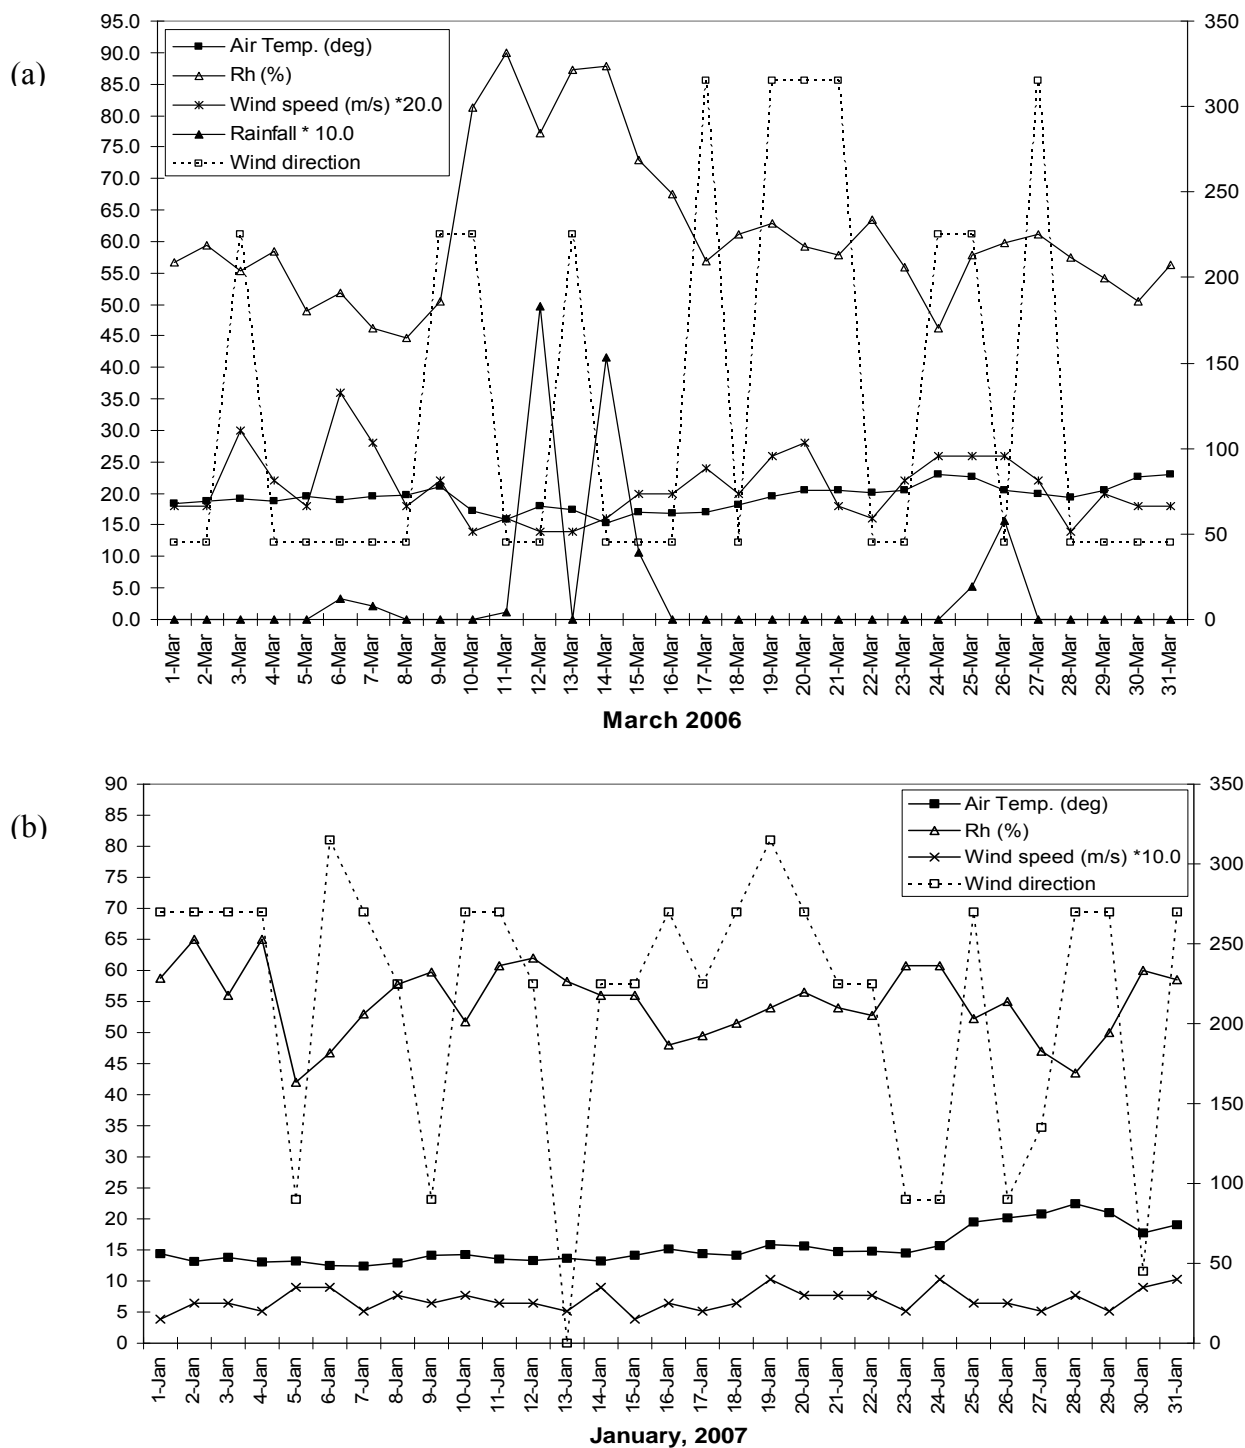 (a)
95.0
90.0
85.0
80.0
75.0
70.0
65.0
60.0
55.0
50.0
45.0
40.0
35.0
30.0
25.0
20.0
15.0
10.0
5.0
0.0
Air Temp. (deg)
Rh (%)
Wind speed (m/s) *20.0
Rainfall * 10.0
Wind direction
350
300
250
200
150
100
50
0
1-Mar
2-Mar
3-Mar
4-Mar
5-Mar
6-Mar
7-Mar
8-Mar
9-Mar
10-Mar
11-Mar
12-Mar
13-Mar
14-Mar
15-Mar
16-Mar
17-Mar
18-Mar
19-Mar
20-Mar
21-Mar
22-Mar
23-Mar
24-Mar
25-Mar
26-Mar
27-Mar
28-Mar
29-Mar
30-Mar
31-Mar
March 2006
(b)
90
85
80
75
70
65
60
55
50
45
40
35
30
25
20
15
10
5
0
Air Temp. (deg)
Rh (%)
Wind speed (m/s) *10.0
Wind direction
350
300
250
200
150
100
50
0
1-Jan
2-Jan
3-Jan
4-Jan
5-Jan
6-Jan
7-Jan
8-Jan
9-Jan
10-Jan
11-Jan
12-Jan
13-Jan
14-Jan
15-Jan
16-Jan
17-Jan
18-Jan
19-Jan
20-Jan
21-Jan
22-Jan
23-Jan
24-Jan
25-Jan
26-Jan
27-Jan
28-Jan
29-Jan
30-Jan
31-Jan
January, 2007